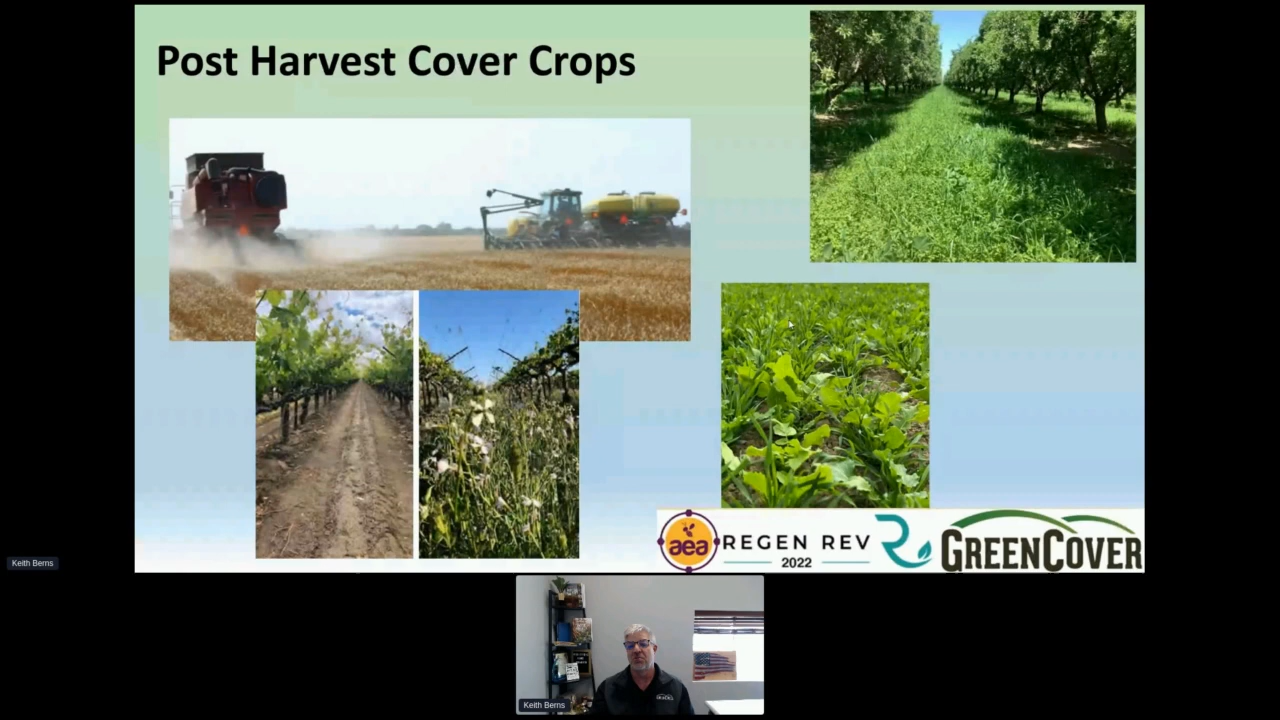 Post Harvest Cover Crops
aea
REGEN REV
2022
GREENCOVER
Keith Berns
Keith Berns